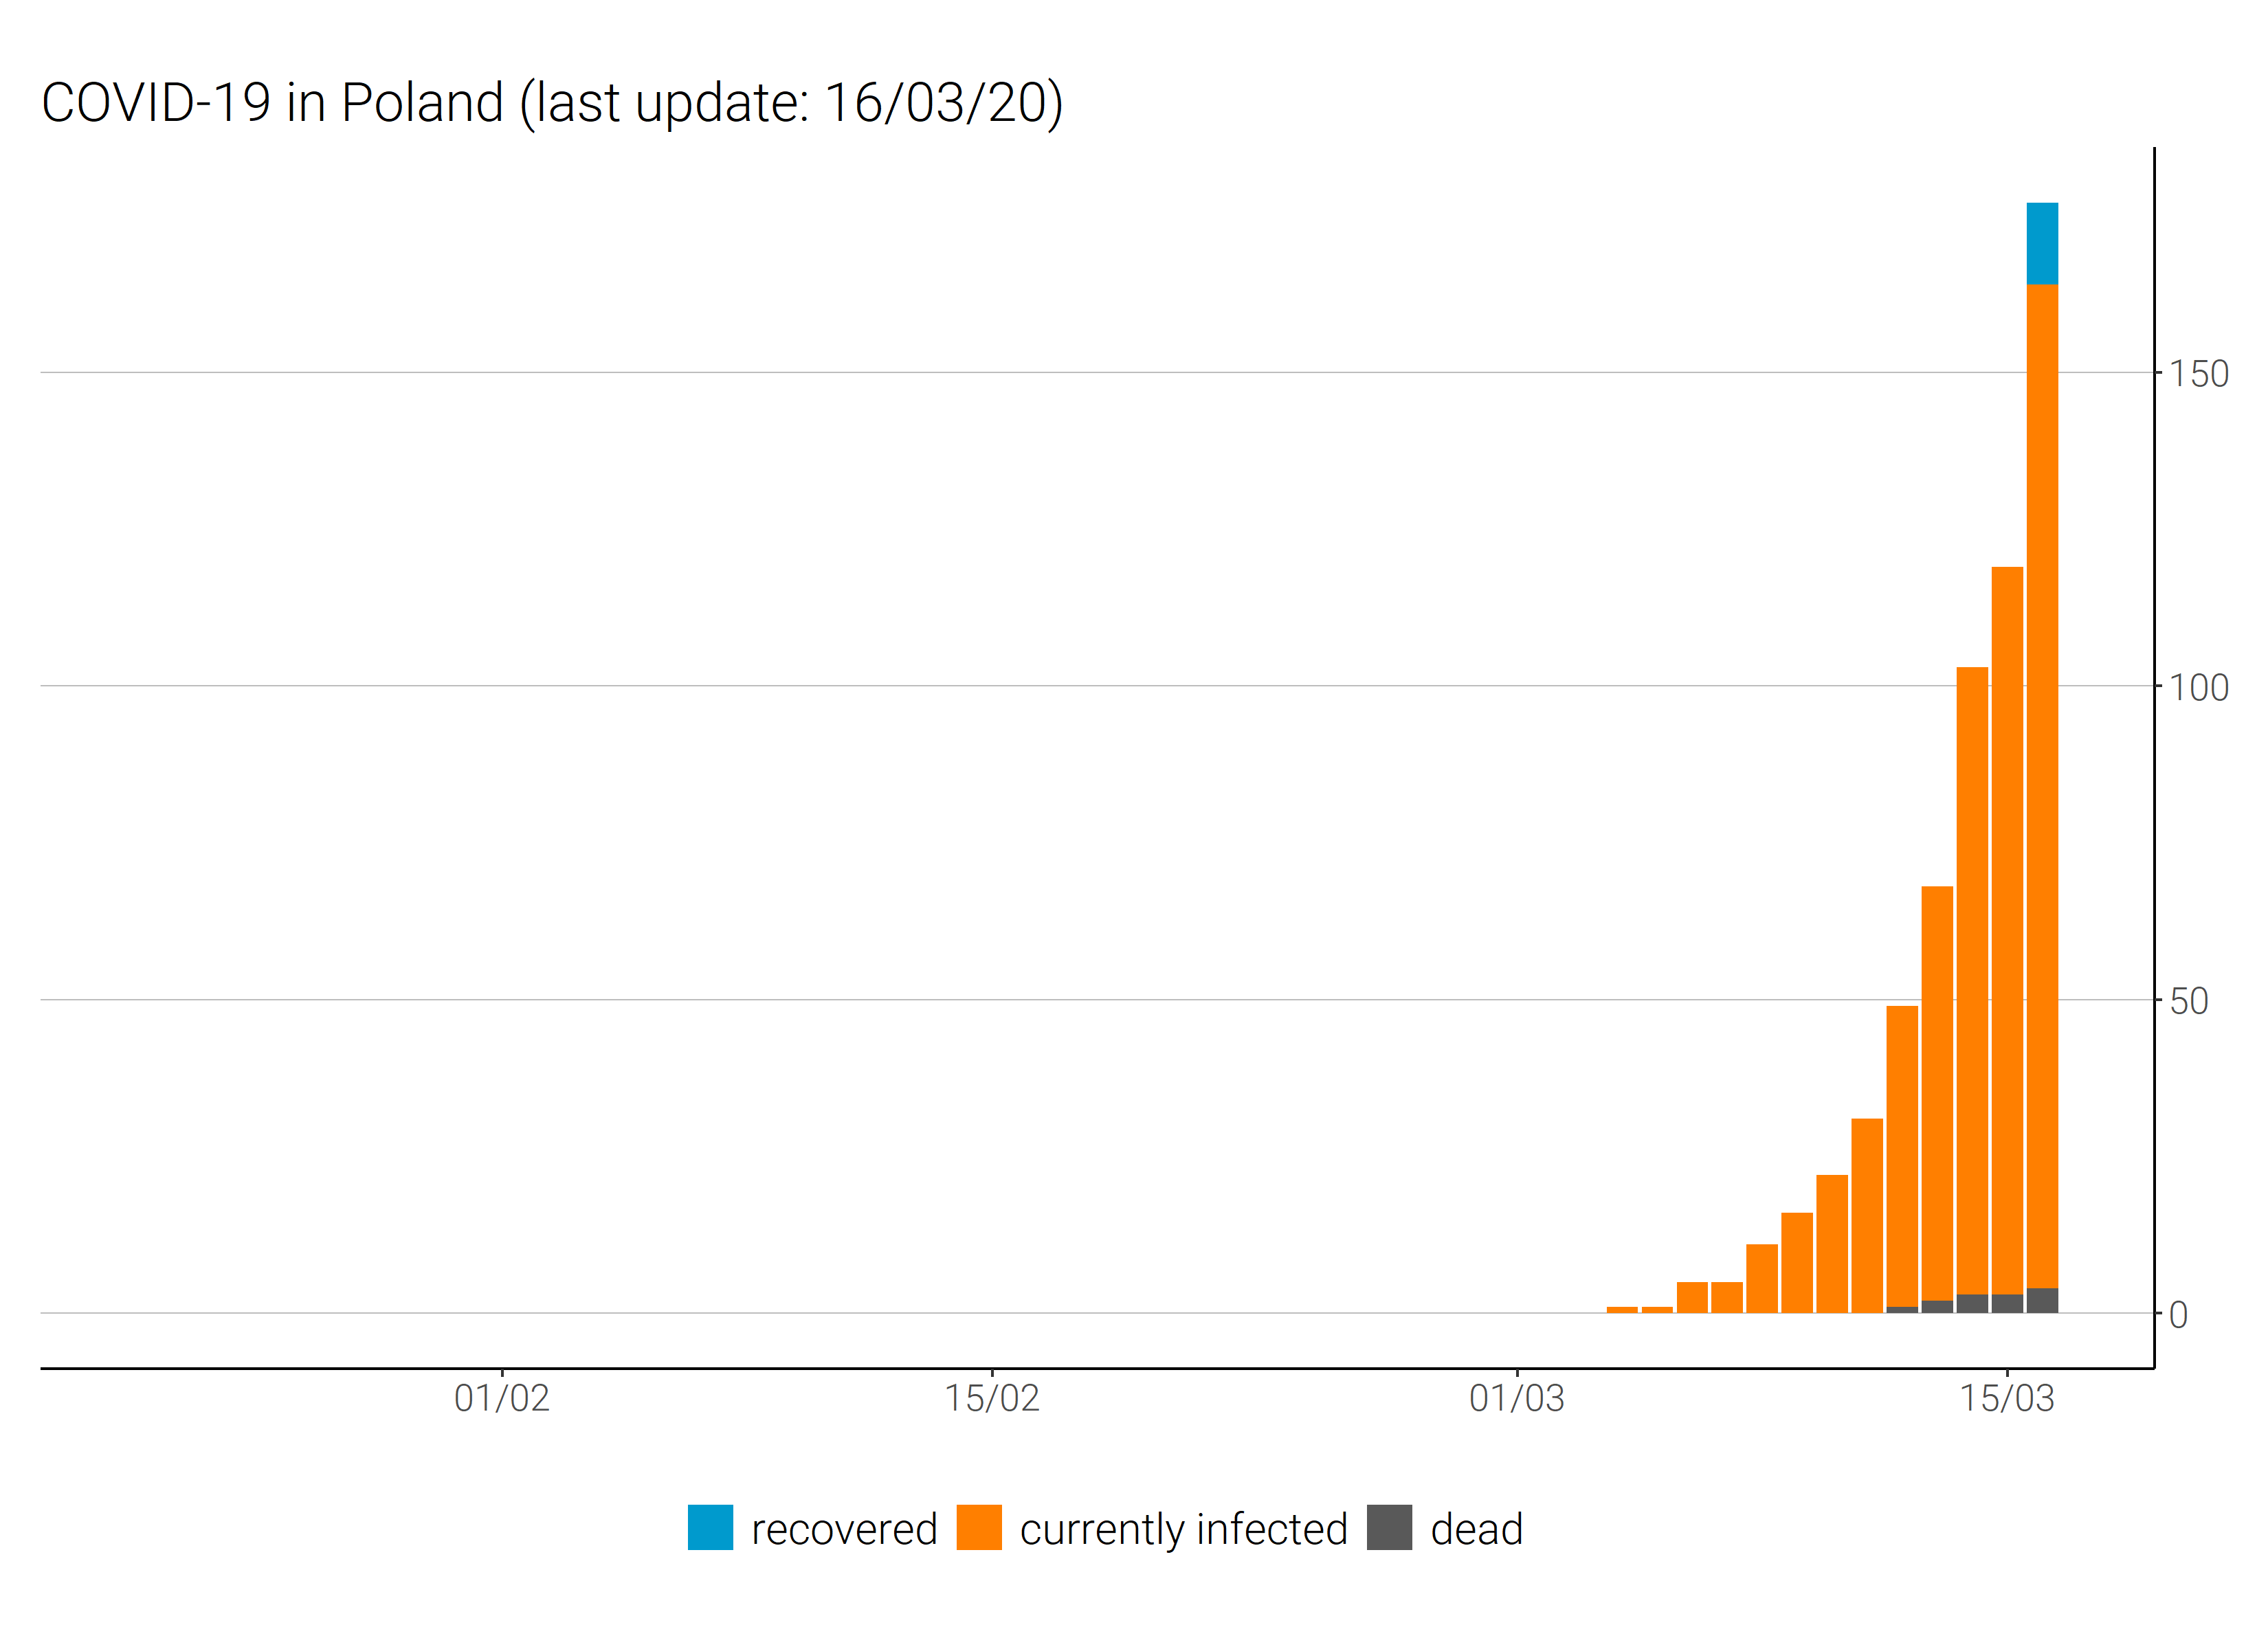 COVID-19 in Poland (last update: 16/03/20)
150
100
50
0
01/02 15/02 01/03 15/03
recovered currently infected dead